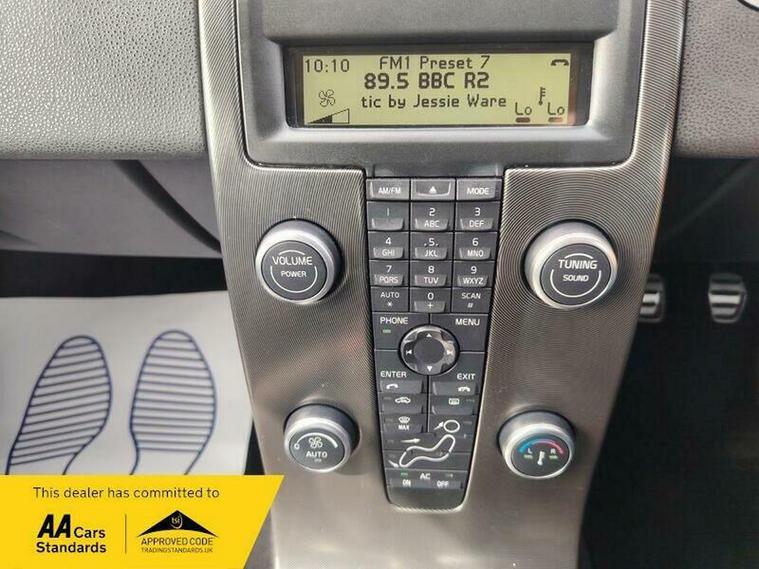 10:10 FM1 Preset 7
89.5 BBC R2
tic by Jessie Ware
Lo Lo
AM/FM MODE
1 2 ABC 3 DEF
4 GHI 5 JKL 6 MNO
7 PQRS 8 TUV 9 WXYZ
AUTO * 0 + SCAN #
VOLUME
POWER
TUNING
SOUND
PHONE MENU
ENTER EXIT
MAX
0
AUTO
L R
AC
ON OFF
This dealer has committed to
AA Cars
Standards
tsi
APPROVED CODE
TRADINGSTANDARDS.UK